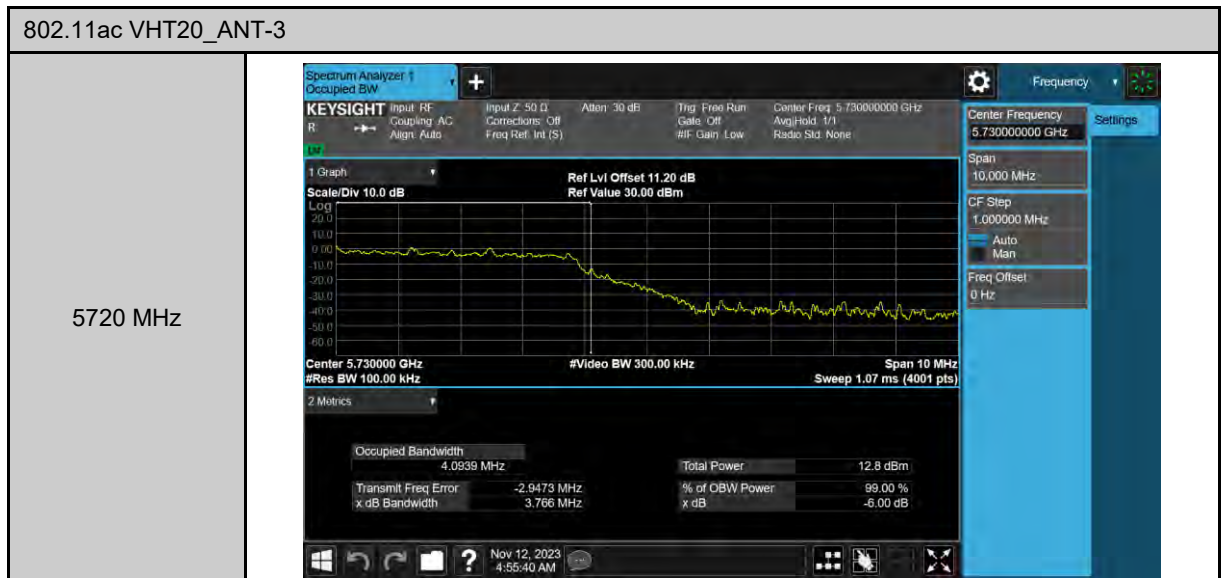 802.11ac VHT20_ANT-3
5720 MHz
Spectrum Analyzer 1
Occupied BW
+
Frequency
KEYSIGHT Input: RF
R
Coupling: AC
Align: Auto
LM
Input Z: 50 Ω
Corrections: Off
Freq Ref: Int (S)
Atten: 30 dB
Trig: Free Run
Gate: Off
#IF Gain: Low
Center Freq: 5.730000000 GHz
Avg|Hold: 1/1
Radio Std: None
Center Frequency
5.730000000 GHz
Settings
Span
10.000 MHz
CF Step
1.000000 MHz
Auto
Man
Freq Offset
0 Hz
1 Graph
Scale/Div 10.0 dB
Ref Lvl Offset 11.20 dB
Ref Value 30.00 dBm
Log
20.0
10.0
0.00
-10.0
-20.0
-30.0
-40.0
-50.0
-60.0
Center 5.730000 GHz
#Res BW 100.00 kHz
#Video BW 300.00 kHz
Span 10 MHz
Sweep 1.07 ms (4001 pts)
2 Metrics
Occupied Bandwidth
4.0939 MHz
Transmit Freq Error -2.9473 MHz
x dB Bandwidth 3.766 MHz
Total Power 12.8 dBm
% of OBW Power 99.00 %
x dB -6.00 dB
?
Nov 12, 2023
4:55:40 AM